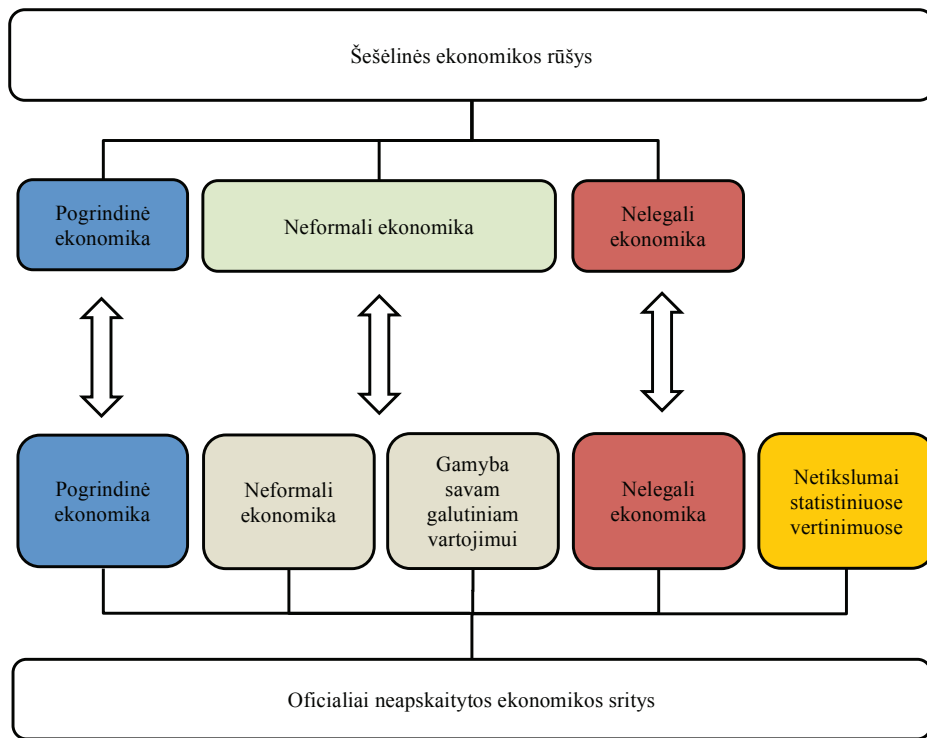 Šešėlinės ekonomikos rūšys
Pogrindinė
ekonomika
Neformali ekonomika
Nelegali
ekonomika
Pogrindinė
ekonomika
Neformali
ekonomika
Gamyba
savam
galutiniam
vartojimui
Nelegali
ekonomika
Netikslumai
statistiniuose
vertinimuose
Oficialiai neapskaitytos ekonomikos sritys